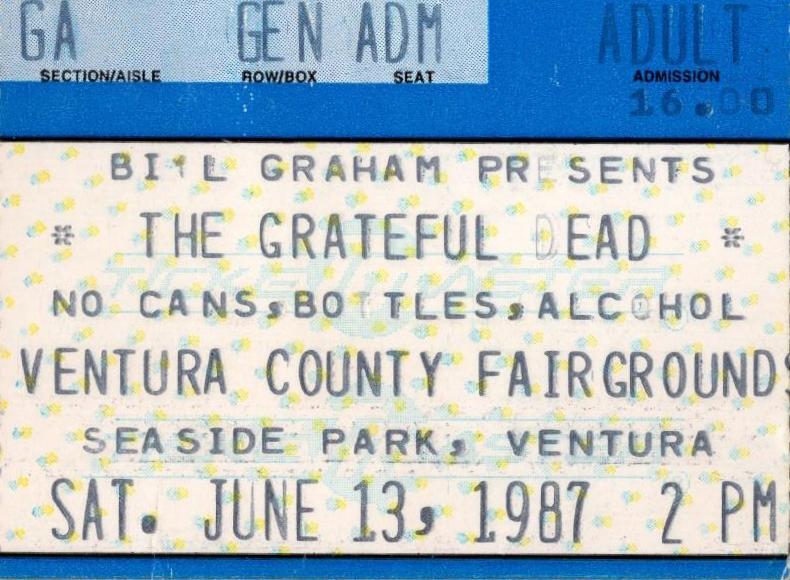 GA GEN ADM ADULT
SECTION/AISLE ROW/BOX SEAT ADMISSION
16.00
BILL GRAHAM PRESENTS
* THE GRATEFUL DEAD *
NO CANS, BOTTLES, ALCOHOL
VENTURA COUNTY FAIRGROUNDS
SEASIDE PARK, VENTURA
SAT. JUNE 13, 1987 2 PM